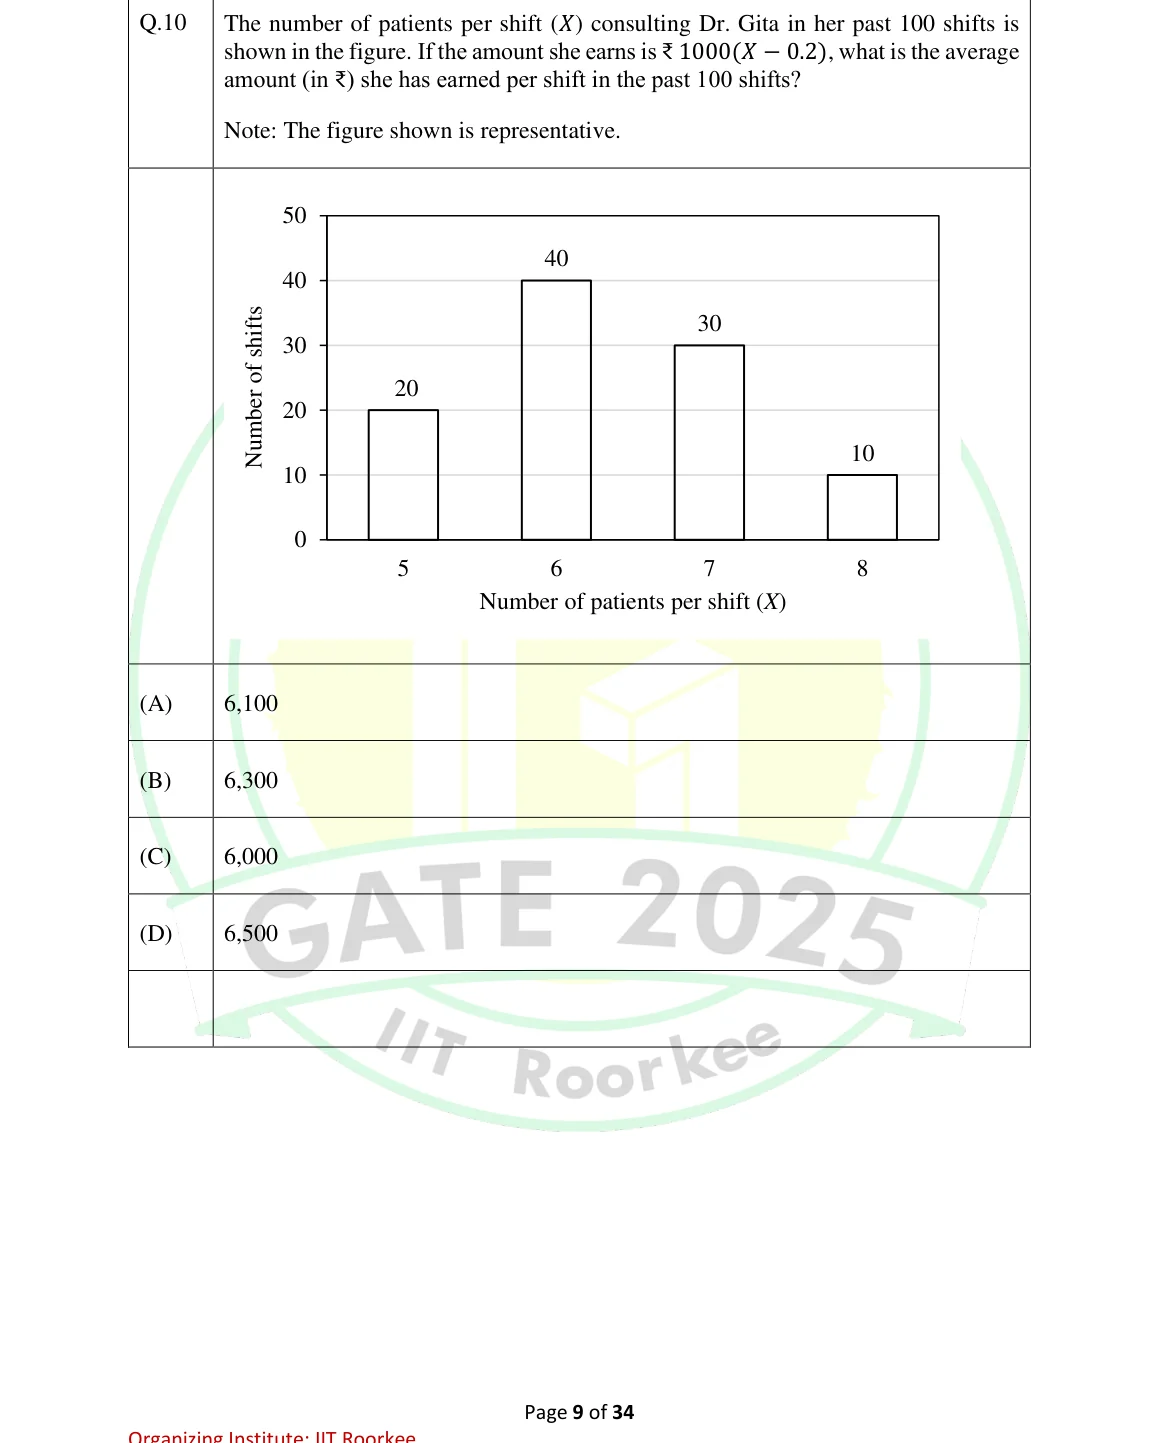 Q.10 The number of patients per shift (X) consulting Dr. Gita in her past 100 shifts is
shown in the figure. If the amount she earns is ₹ 1000(X − 0.2), what is the average
amount (in ₹) she has earned per shift in the past 100 shifts?
Note: The figure shown is representative.
50
40
40
30
30
Number of shifts
20
20
10
10
0
5 6 7 8
Number of patients per shift (X)
(A) 6,100
(B) 6,300
(C) 6,000
(D) 6,500
GATE 2025
IIT Roorkee
Page 9 of 34
Organizing Institute: IIT Roorkee